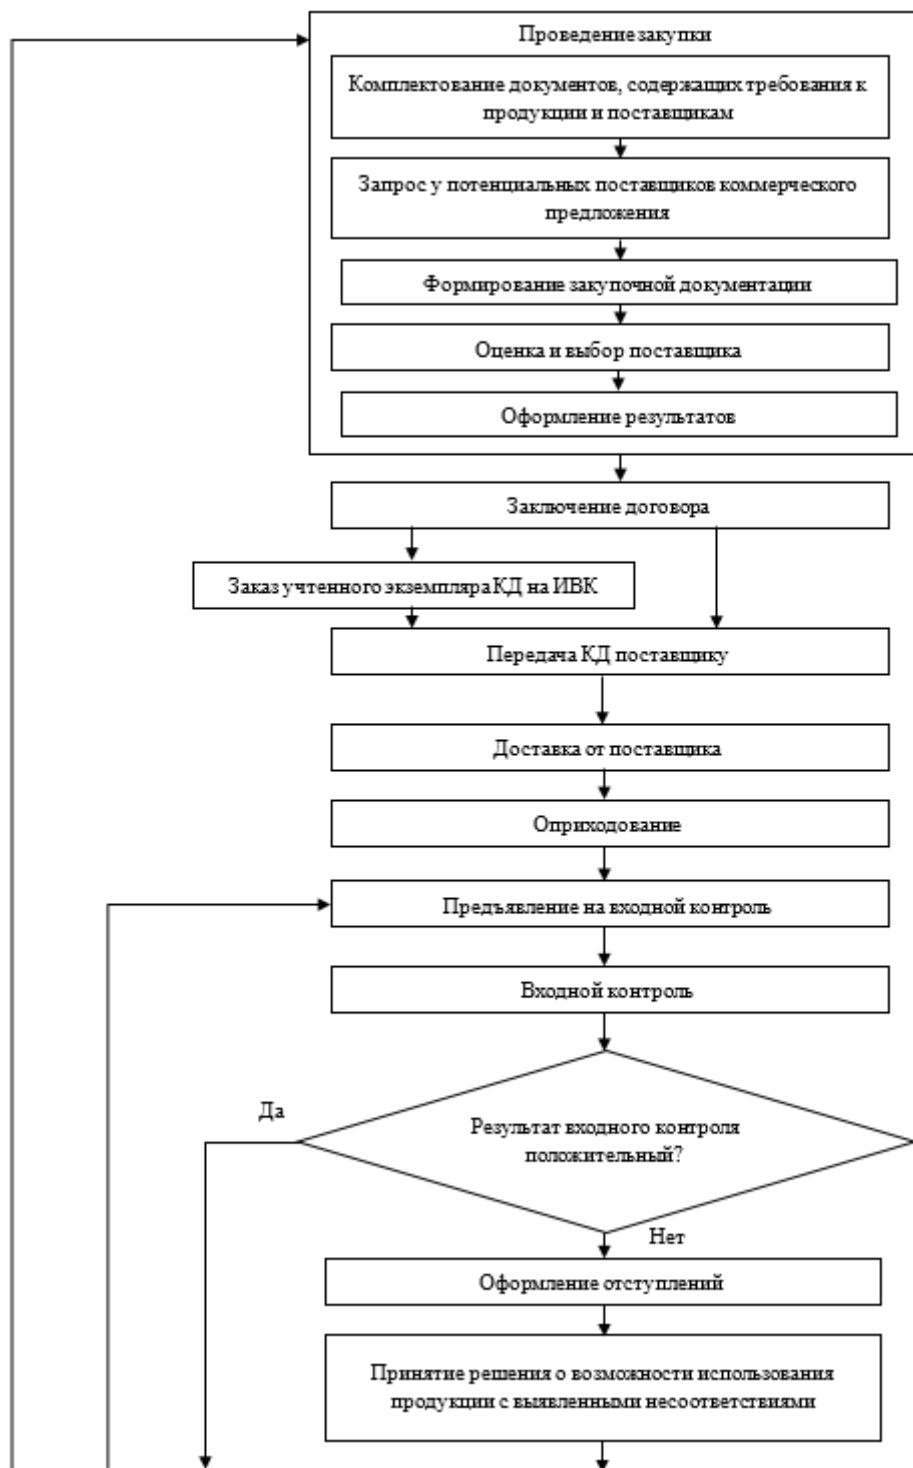 Проведение закупки
Комплектование документов, содержащих требования к
продукции и поставщикам
Запрос у потенциальных поставщиков коммерческого
предложения
Формирование закупочной документации
Оценка и выбор поставщика
Оформление результатов
Заключение договора
Заказ учтенного экземпляра КД на ИВК
Передача КД поставщику
Доставка от поставщика
Оприходование
Предъявление на входной контроль
Входной контроль
Да
Результат входного контроля
положительный?
Нет
Оформление отступлений
Принятие решения о возможности использования
продукции с выявленными несоответствиями